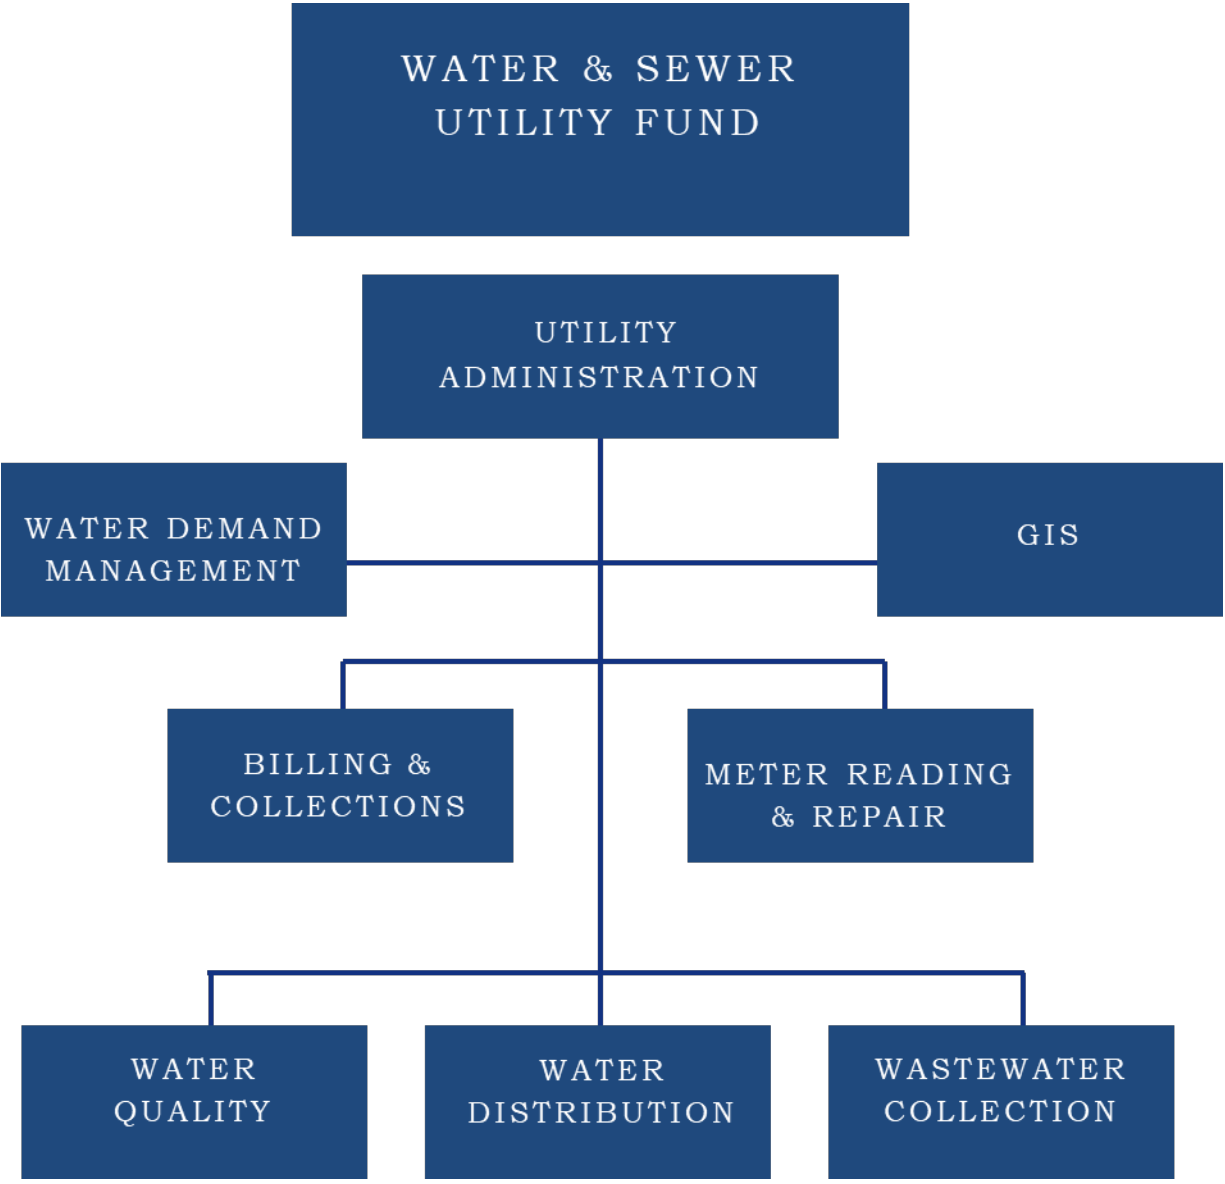 WATER & SEWER
UTILITY FUND
UTILITY
ADMINISTRATION
WATER DEMAND
MANAGEMENT
GIS
BILLING &
COLLECTIONS
METER READING
& REPAIR
WATER
QUALITY
WATER
DISTRIBUTION
WASTEWATER
COLLECTION